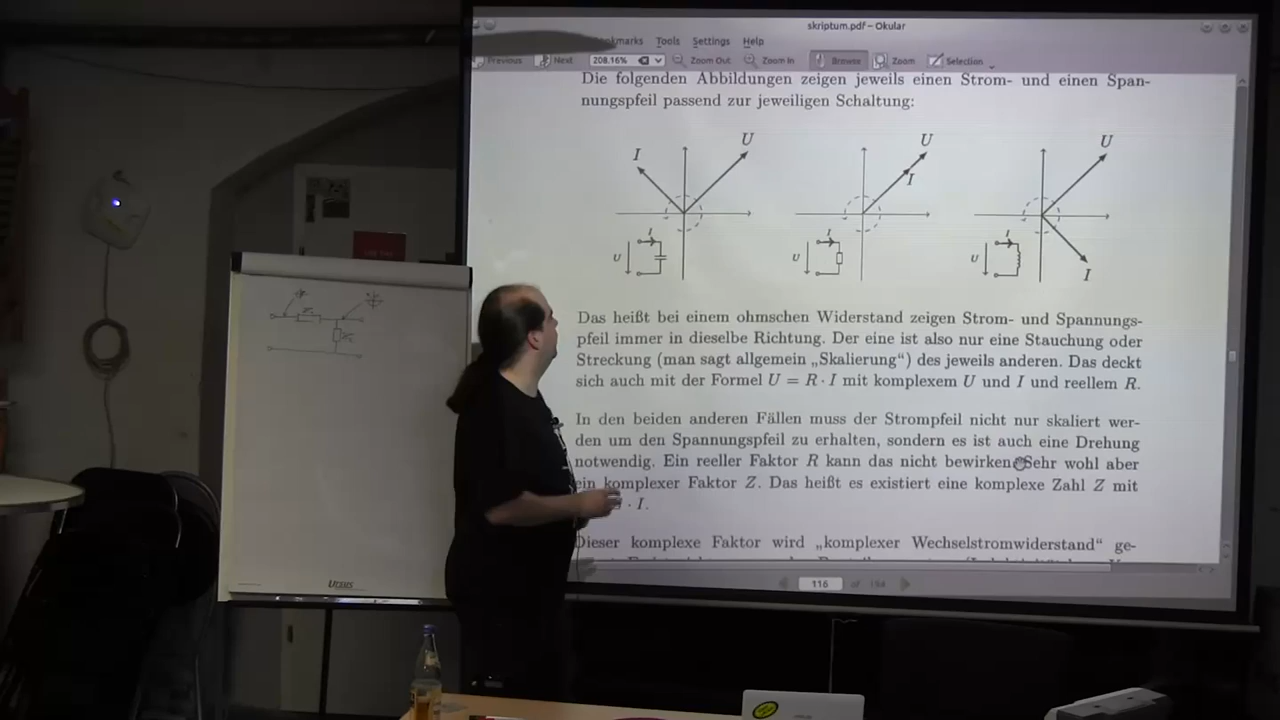 skriptum.pdf – Okular
Tools Settings Help
Previous Next 208.16% Zoom Out Zoom In Browse Zoom Selection
Die folgenden Abbildungen zeigen jeweils einen Strom- und einen Span-
nungspfeil passend zur jeweiligen Schaltung:
I U U I U I
U I U I U I
Das heißt bei einem ohmschen Widerstand zeigen Strom- und Spannungs-
pfeil immer in dieselbe Richtung. Der eine ist also nur eine Stauchung oder
Streckung (man sagt allgemein „Skalierung“) des jeweils anderen. Das deckt
sich auch mit der Formel U = R · I mit komplexem U und I und reellem R.
In den beiden anderen Fällen muss der Strompfeil nicht nur skaliert wer-
den um den Spannungspfeil zu erhalten, sondern es ist auch eine Drehung
notwendig. Ein reeller Faktor R kann das nicht bewirken. Sehr wohl aber
ein komplexer Faktor Z. Das heißt es existiert eine komplexe Zahl Z mit
· I.
Dieser komplexe Faktor wird „komplexer Wechselstromwiderstand“ ge-
116 of 194
Ursus